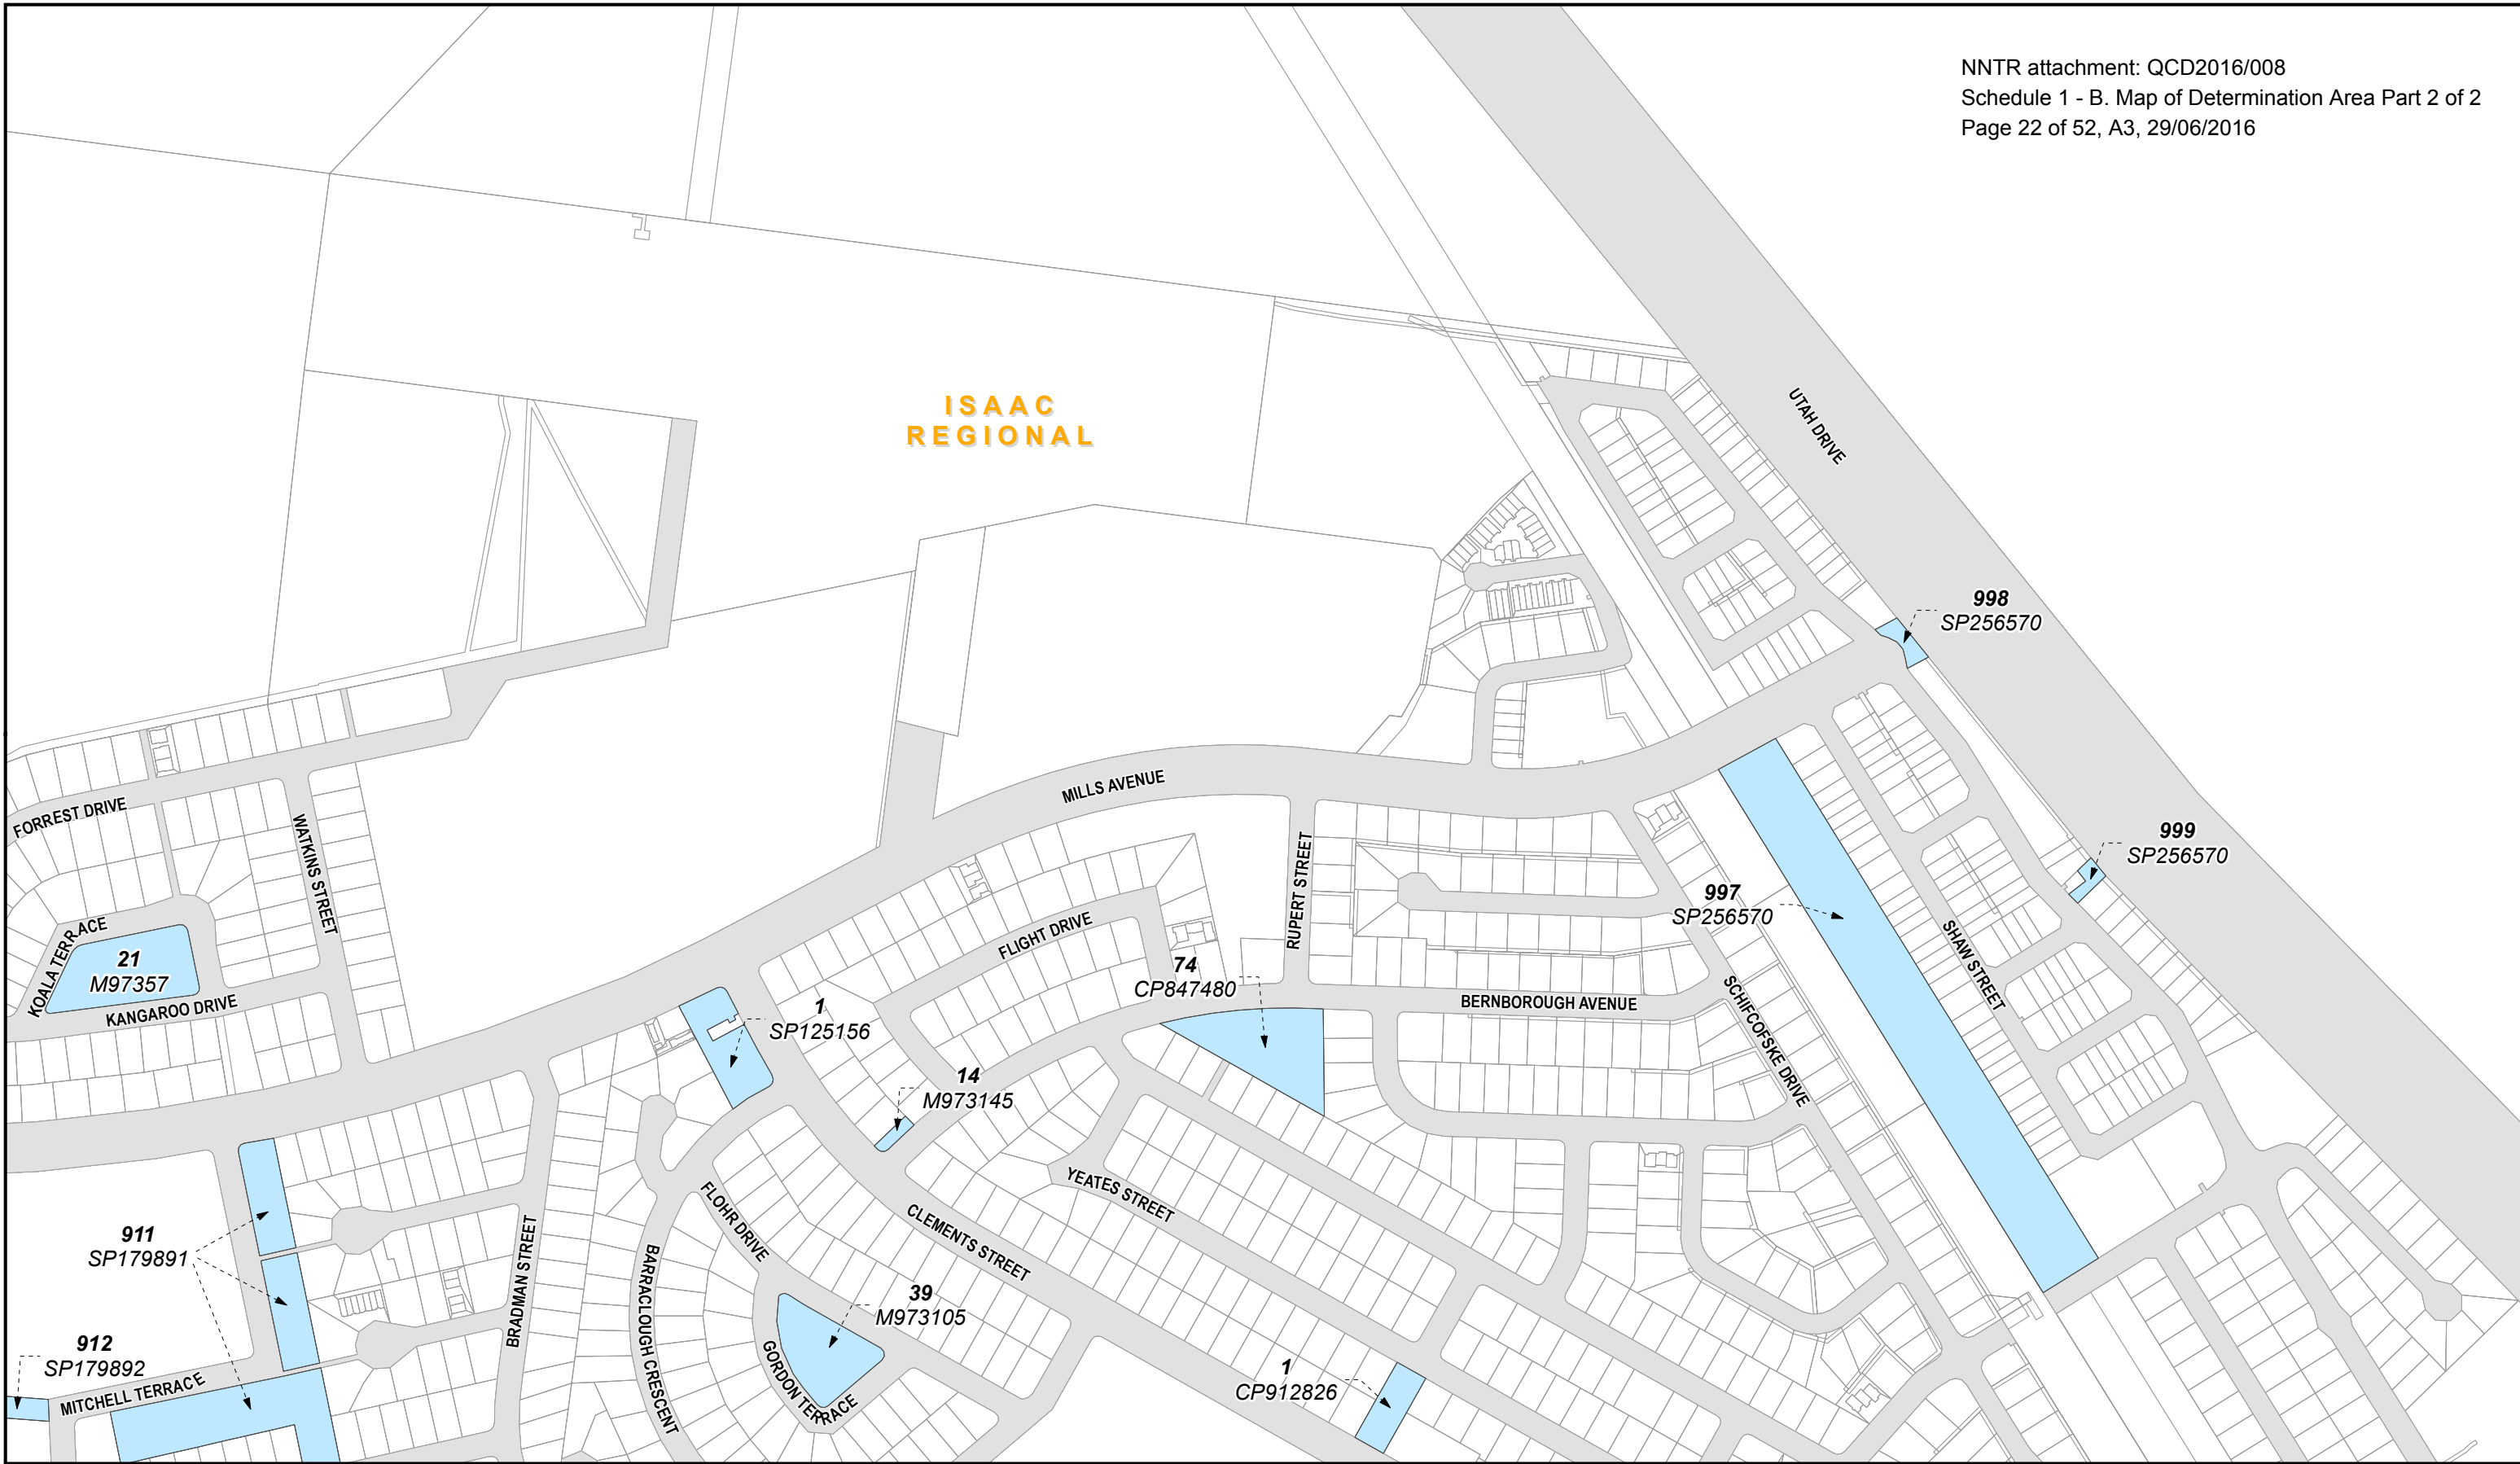 NNTR attachment: QCD2016/008
Schedule 1 - B. Map of Determination Area Part 2 of 2
Page 22 of 52, A3, 29/06/2016
ISAAC
REGIONAL
UTAH DRIVE
998
SP256570
MILLS AVENUE
FORREST DRIVE
WATKINS STREET
RUPERT STREET
999
SP256570
997
SP256570
KOALA TERRACE
21
M97357
KANGAROO DRIVE
FLIGHT DRIVE
74
CP847480
SHAW STREET
BERNBOROUGH AVENUE
SCHIFCOFSKE DRIVE
1
SP125156
14
M973145
YEATES STREET
FLOHR DRIVE
CLEMENTS STREET
911
SP179891
BRADMAN STREET
BARRACLOUGH CRESCENT
39
M973105
912
SP179892
MITCHELL TERRACE
GORDON TERRACE
1
CP912826